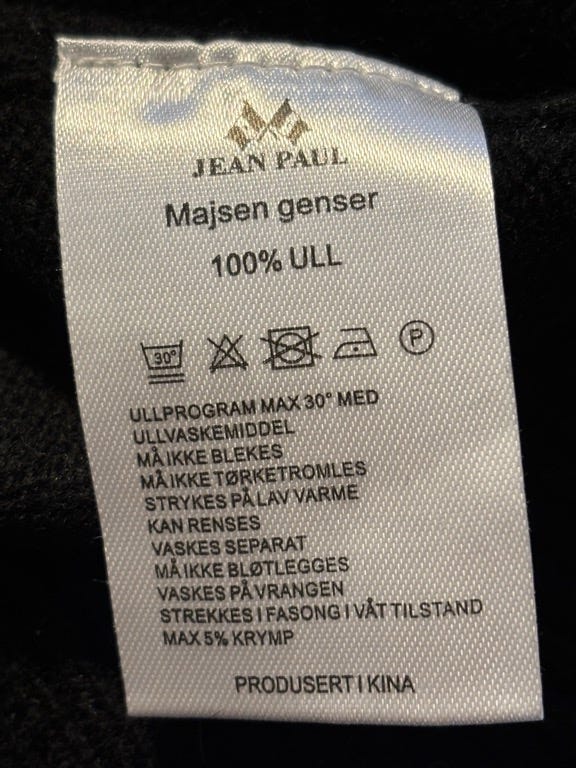 JEAN PAUL
Majsen genser
100% ULL
30° P
ULLPROGRAM MAX 30° MED
ULLVASKEMIDDEL
MÅ IKKE BLEKES
MÅ IKKE TØRKETROMLES
STRYKES PÅ LAV VARME
KAN RENSES
VASKES SEPARAT
MÅ IKKE BLØTLEGGES
VASKES PÅ VRANGEN
STREKKES I FASONG I VÅT TILSTAND
MAX 5% KRYMP
PRODUSERT I KINA